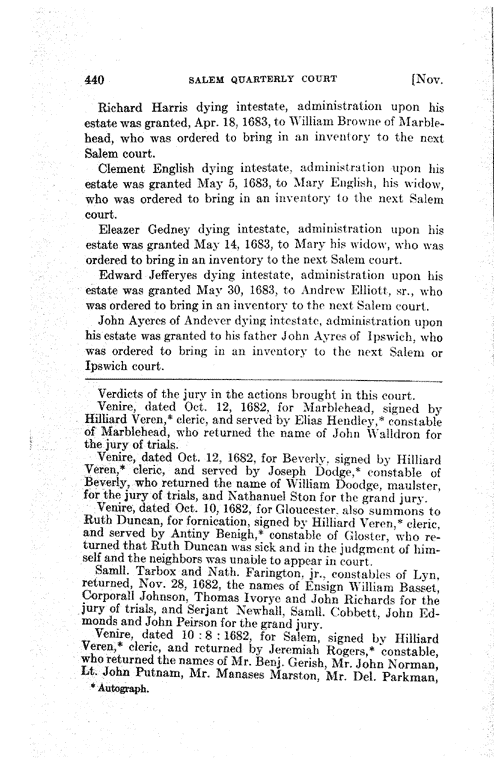 440 SALEM QUARTERLY COURT [Nov.
Richard Harris dying intestate, administration upon his
estate was granted, Apr. 18, 1683, to William Browne of Marble-
head, who was ordered to bring in an inventory to the next
Salem court.
Clement English dying intestate, administration upon his
estate was granted May 5, 1683, to Mary English, his widow,
who was ordered to bring in an inventory to the next Salem
court.
Eleazer Gedney dying intestate, administration upon his
estate was granted May 14, 1683, to Mary his widow, who was
ordered to bring in an inventory to the next Salem court.
Edward Jefferyes dying intestate, administration upon his
estate was granted May 30, 1683, to Andrew Elliott, sr., who
was ordered to bring in an inventory to the next Salem court.
John Ayeres of Andever dying intestate, administration upon
his estate was granted to his father John Ayres of Ipswich, who
was ordered to bring in an inventory to the next Salem or
Ipswich court.
Verdicts of the jury in the actions brought in this court.
Venire, dated Oct. 12, 1682, for Marblehead, signed by
Hilliard Veren,* cleric, and served by Elias Hendley,* constable
of Marblehead, who returned the name of John Walldron for
the jury of trials.
Venire, dated Oct. 12, 1682, for Beverly, signed by Hilliard
Veren,* cleric, and served by Joseph Dodge,* constable of
Beverly, who returned the name of William Doodge, maulster,
for the jury of trials, and Nathanuel Ston for the grand jury.
Venire, dated Oct. 10, 1682, for Gloucester, also summons to
Ruth Duncan, for fornication, signed by Hilliard Veren,* cleric,
and served by Antiny Benigh,* constable of Gloster, who re-
turned that Ruth Duncan was sick and in the judgment of him-
self and the neighbors was unable to appear in court.
Samll. Tarbox and Nath. Farington, jr., constables of Lyn,
returned, Nov. 28, 1682, the names of Ensign William Basset,
Corporall Johnson, Thomas Ivorye and John Richards for the
jury of trials, and Serjant Newhall, Samll. Cobbett, John Ed-
monds and John Peirson for the grand jury.
Venire, dated 10 : 8 : 1682, for Salem, signed by Hilliard
Veren,* cleric, and returned by Jeremiah Rogers,* constable,
who returned the names of Mr. Benj. Gerish, Mr. John Norman,
Lt. John Putnam, Mr. Manases Marston, Mr. Del. Parkman,
* Autograph.